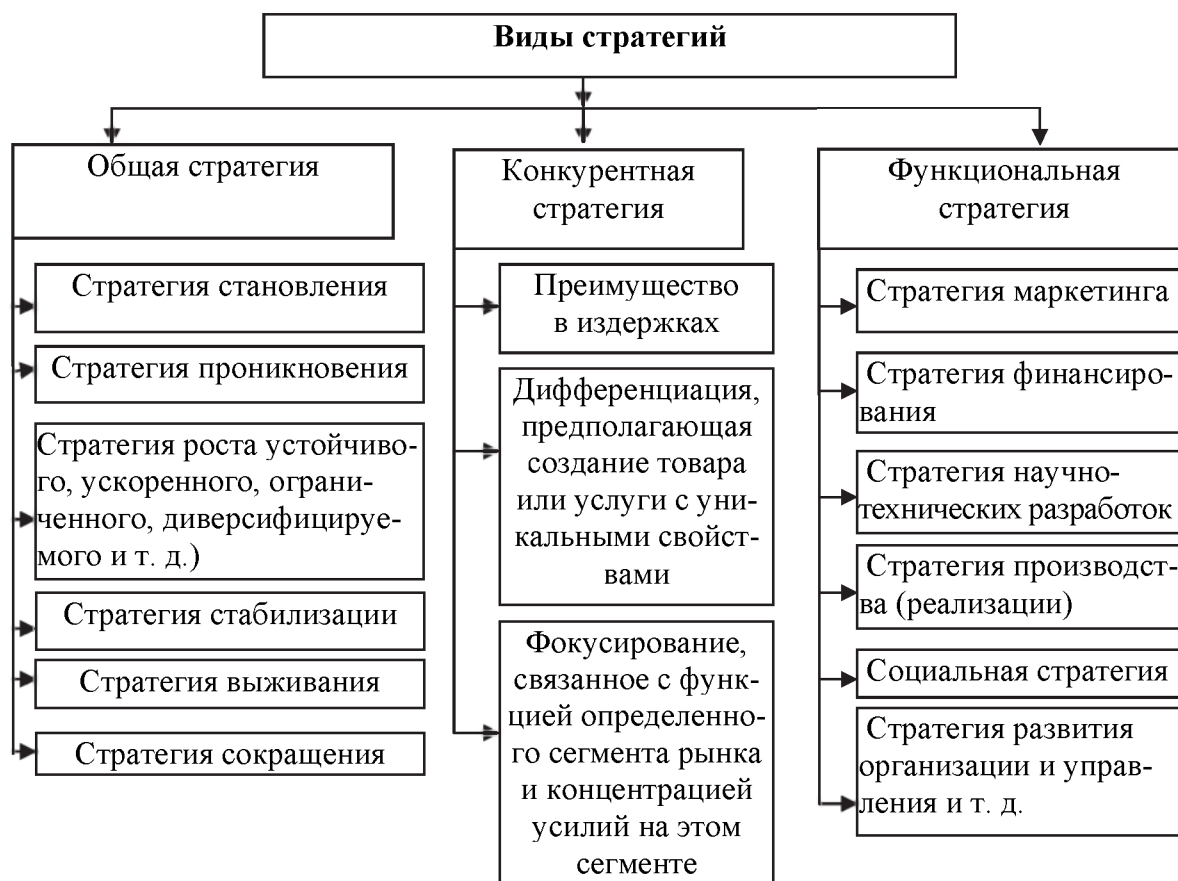 Виды стратегий
Общая стратегия
Стратегия становления
Стратегия проникновения
Стратегия роста устойчиво-
го, ускоренного, ограни-
ченного, диверсифицируе-
мого и т. д.)
Стратегия стабилизации
Стратегия выживания
Стратегия сокращения
Конкурентная
стратегия
Преимущество
в издержках
Дифференциация,
предполагающая
создание товара
или услуги с уни-
кальными свойст-
вами
Фокусирование,
связанное с функ-
цией определенно-
го сегмента рынка
и концентрацией
усилий на этом
сегменте
Функциональная
стратегия
Стратегия маркетинга
Стратегия финансиро-
вания
Стратегия научно-
технических разработок
Стратегия производст-
ва (реализации)
Социальная стратегия
Стратегия развития
организации и управ-
ления и т. д.